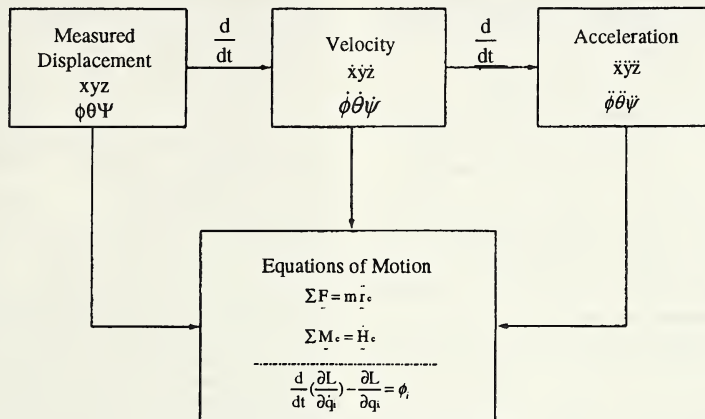 Measured
Displacement
xyz
ϕθΨ
d
dt
Velocity
ẋẏż
ϕ̇θ̇ψ̇
d
dt
Acceleration
ẍÿz̈
ϕ̈θ̈ψ̈
Equations of Motion
ΣF = m r̈c
ΣMc = Ḣc
d/dt(∂L/∂q̇i) − ∂L/∂qi = ϕi